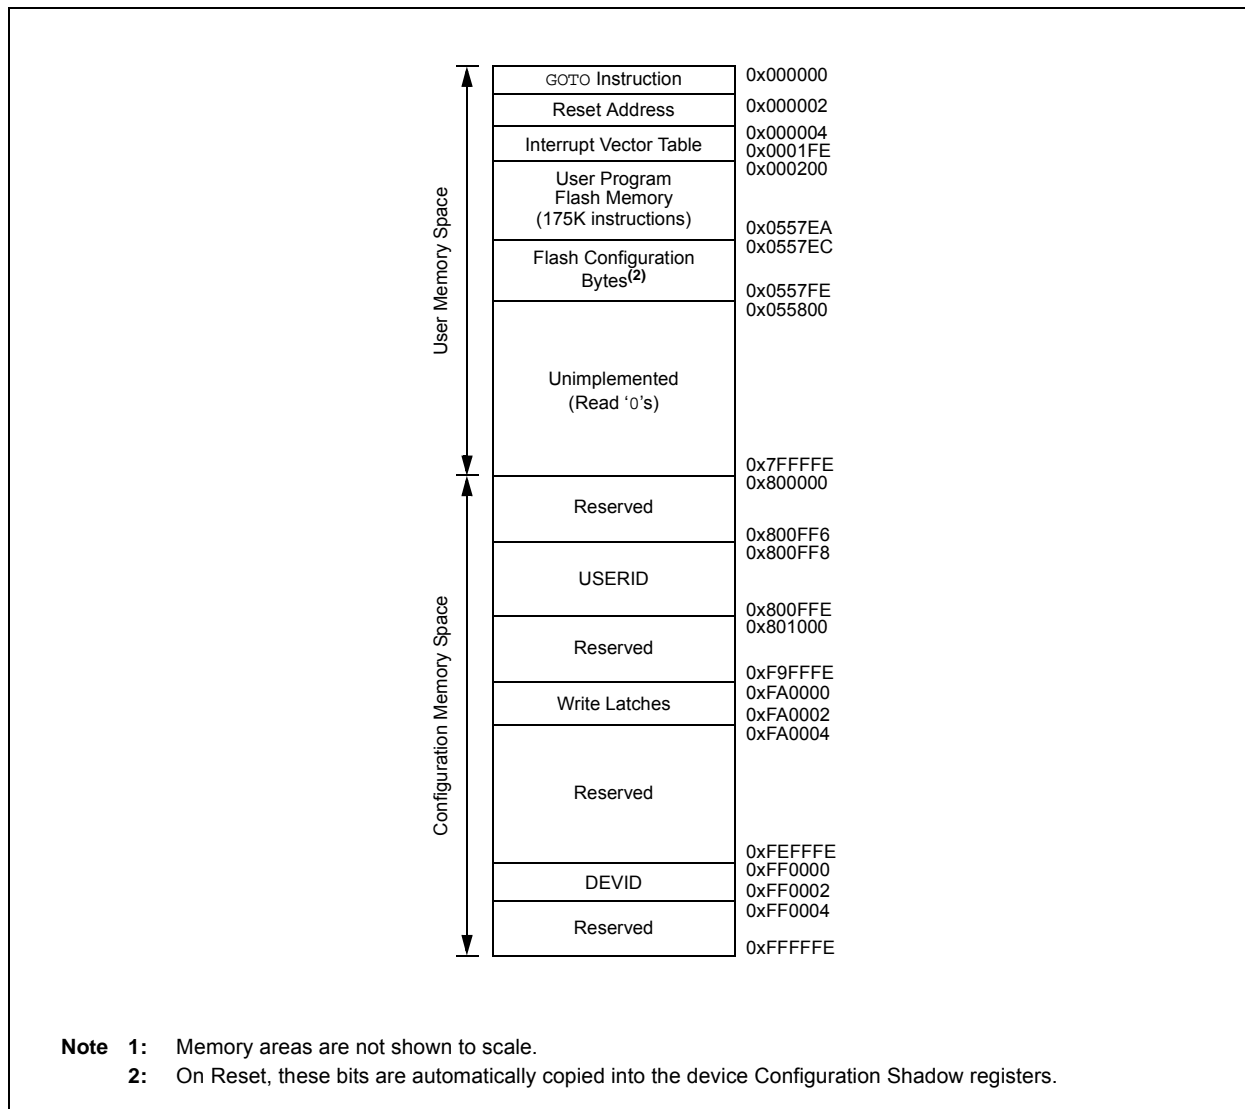 GOTO Instruction 0x000000
Reset Address 0x000002
0x000004
Interrupt Vector Table 0x0001FE
0x000200
User Program
Flash Memory
(175K instructions)
0x0557EA
0x0557EC
Flash Configuration
Bytes(2)
0x0557FE
0x055800
User Memory Space
Unimplemented
(Read ‘0’s)
0x7FFFFE
0x800000
Reserved
0x800FF6
0x800FF8
USERID
0x800FFE
0x801000
Reserved
0xF9FFFE
0xFA0000
Write Latches
0xFA0002
0xFA0004
Configuration Memory Space
Reserved
0xFEFFFE
0xFF0000
DEVID
0xFF0002
0xFF0004
Reserved
0xFFFFFE
Note 1: Memory areas are not shown to scale.
2: On Reset, these bits are automatically copied into the device Configuration Shadow registers.